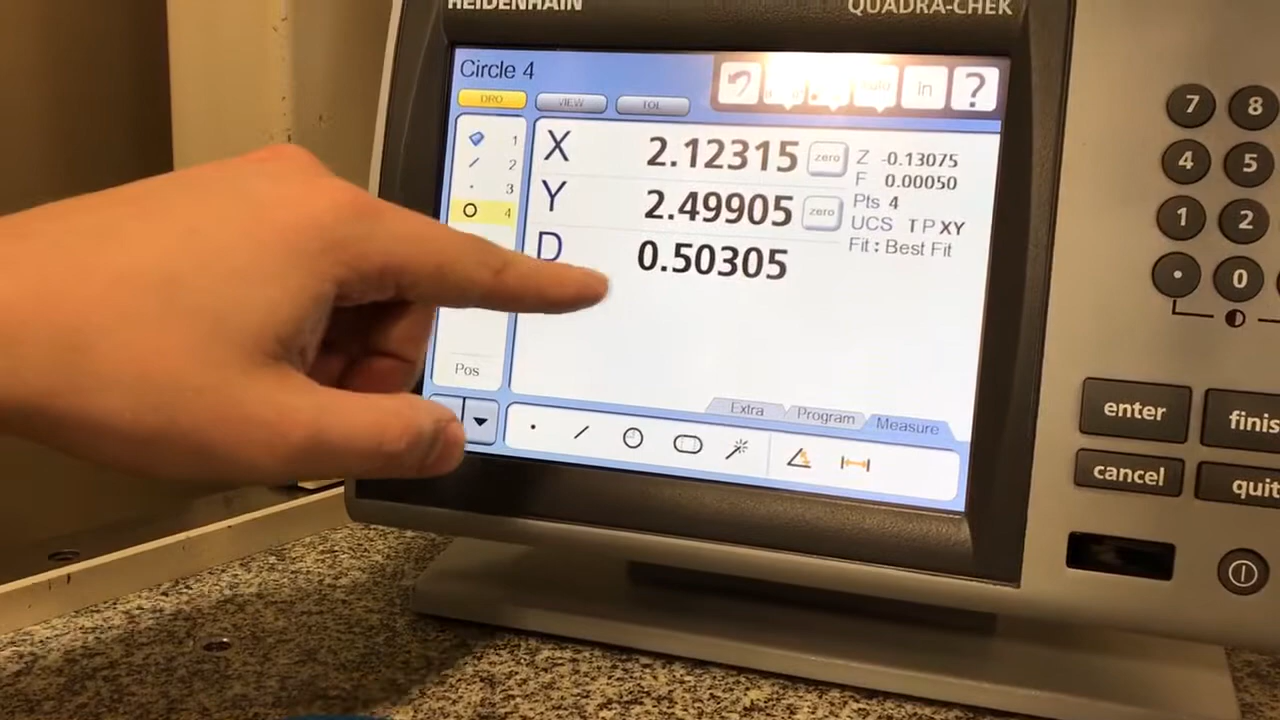 HEIDENHAIN QUADRA-CHEK
Circle 4
in ?
DRO VIEW TOL
1
2
3
4
X 2.12315 zero
Y 2.49905 zero
D 0.50305
Z -0.13075
F 0.00050
Pts 4
UCS T P XY
Fit : Best Fit
Pos
Extra Program Measure
7 8
4 5
1 2
. 0
enter finis
cancel quit